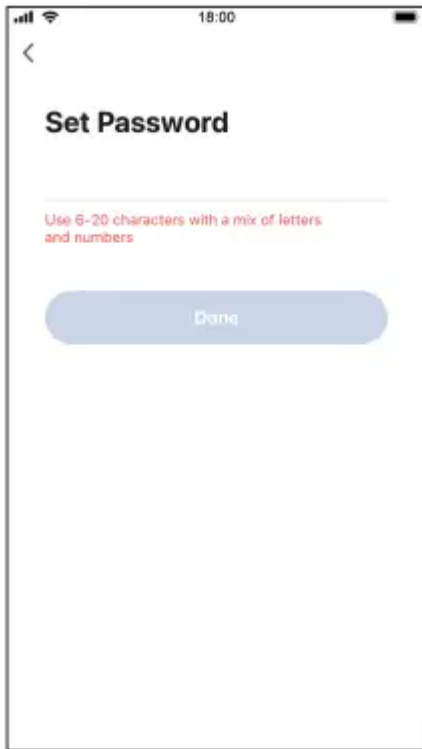 18:00
Set Password
Use 6-20 characters with a mix of letters
and numbers
Done